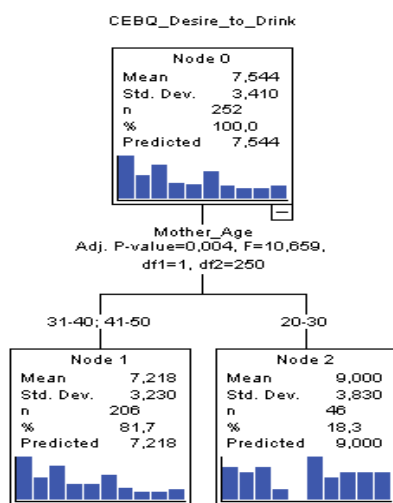 CEBQ_Desire_to_Drink
Node 0
Mean 7,544
Std. Dev. 3,410
n 252
% 100,0
Predicted 7,544
Mother_Age
Adj. P-value=0,004, F=10,659,
df1=1, df2=250
31-40; 41-50
20-30
Node 1
Mean 7,218
Std. Dev. 3,230
n 206
% 81,7
Predicted 7,218
Node 2
Mean 9,000
Std. Dev. 3,830
n 46
% 18,3
Predicted 9,000